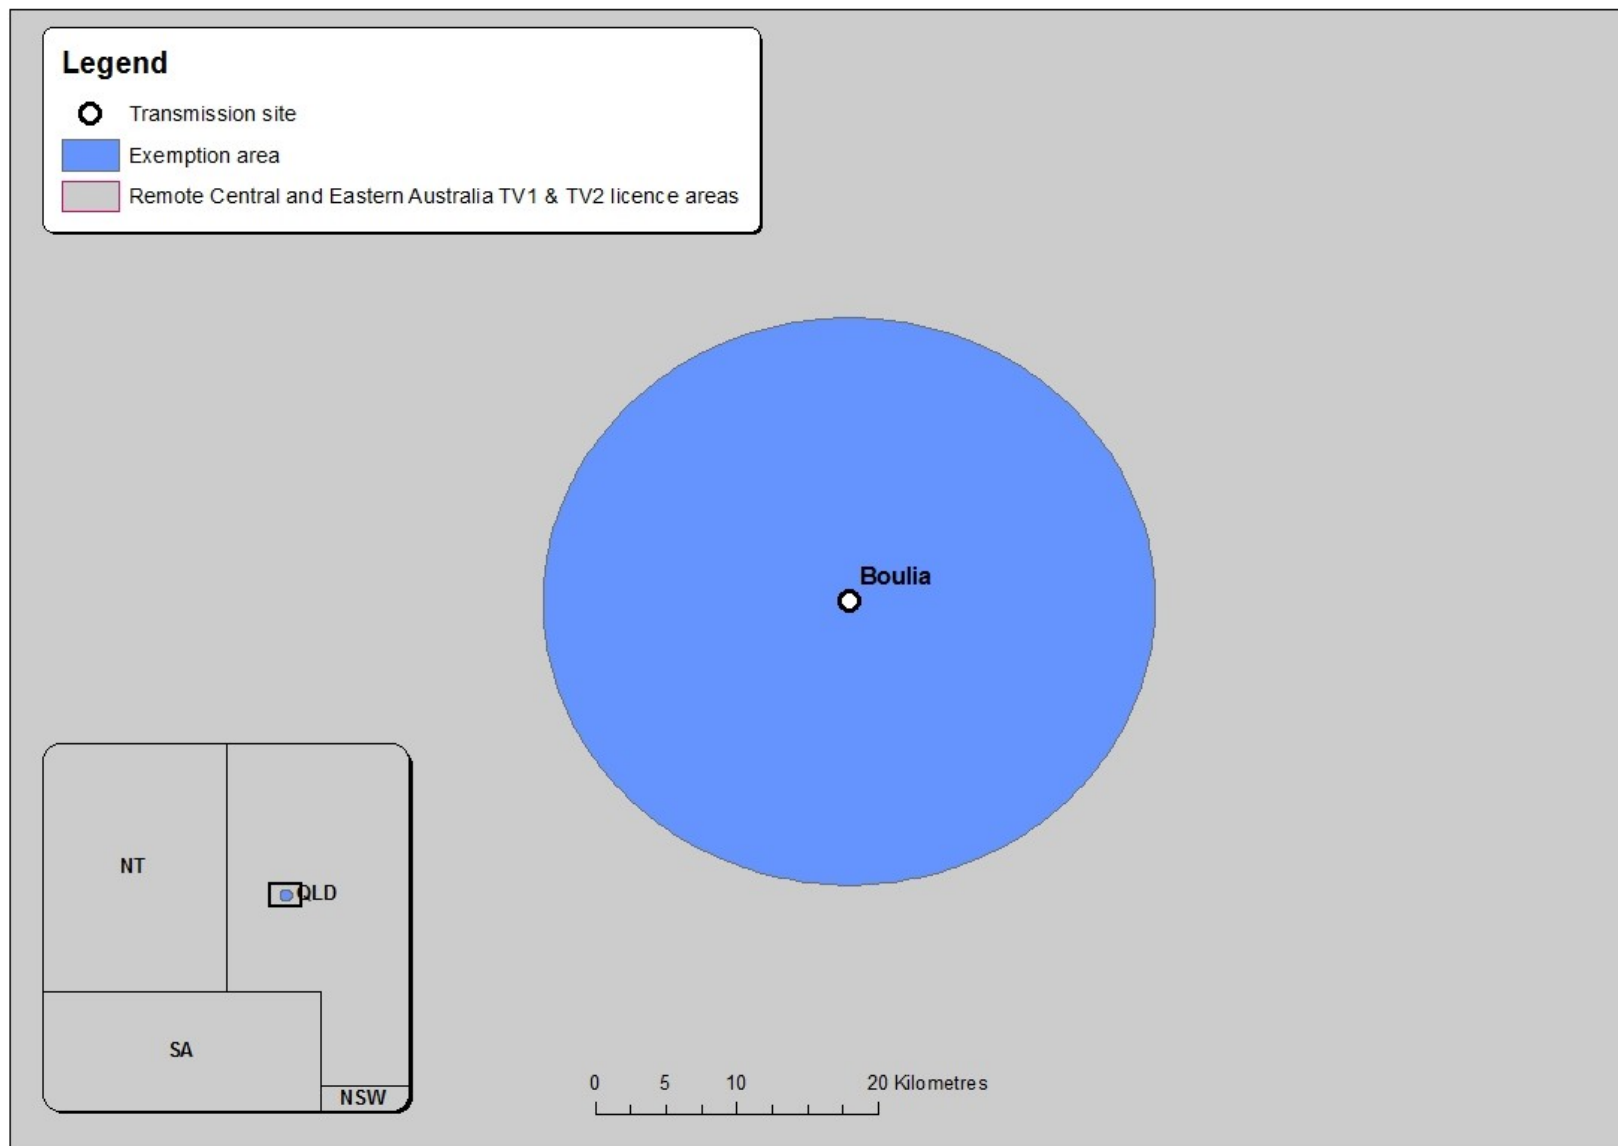 Legend
Transmission site
Exemption area
Remote Central and Eastern Australia TV1 & TV2 licence areas
Boulia
NT
QLD
SA
NSW
0 5 10 20 Kilometres